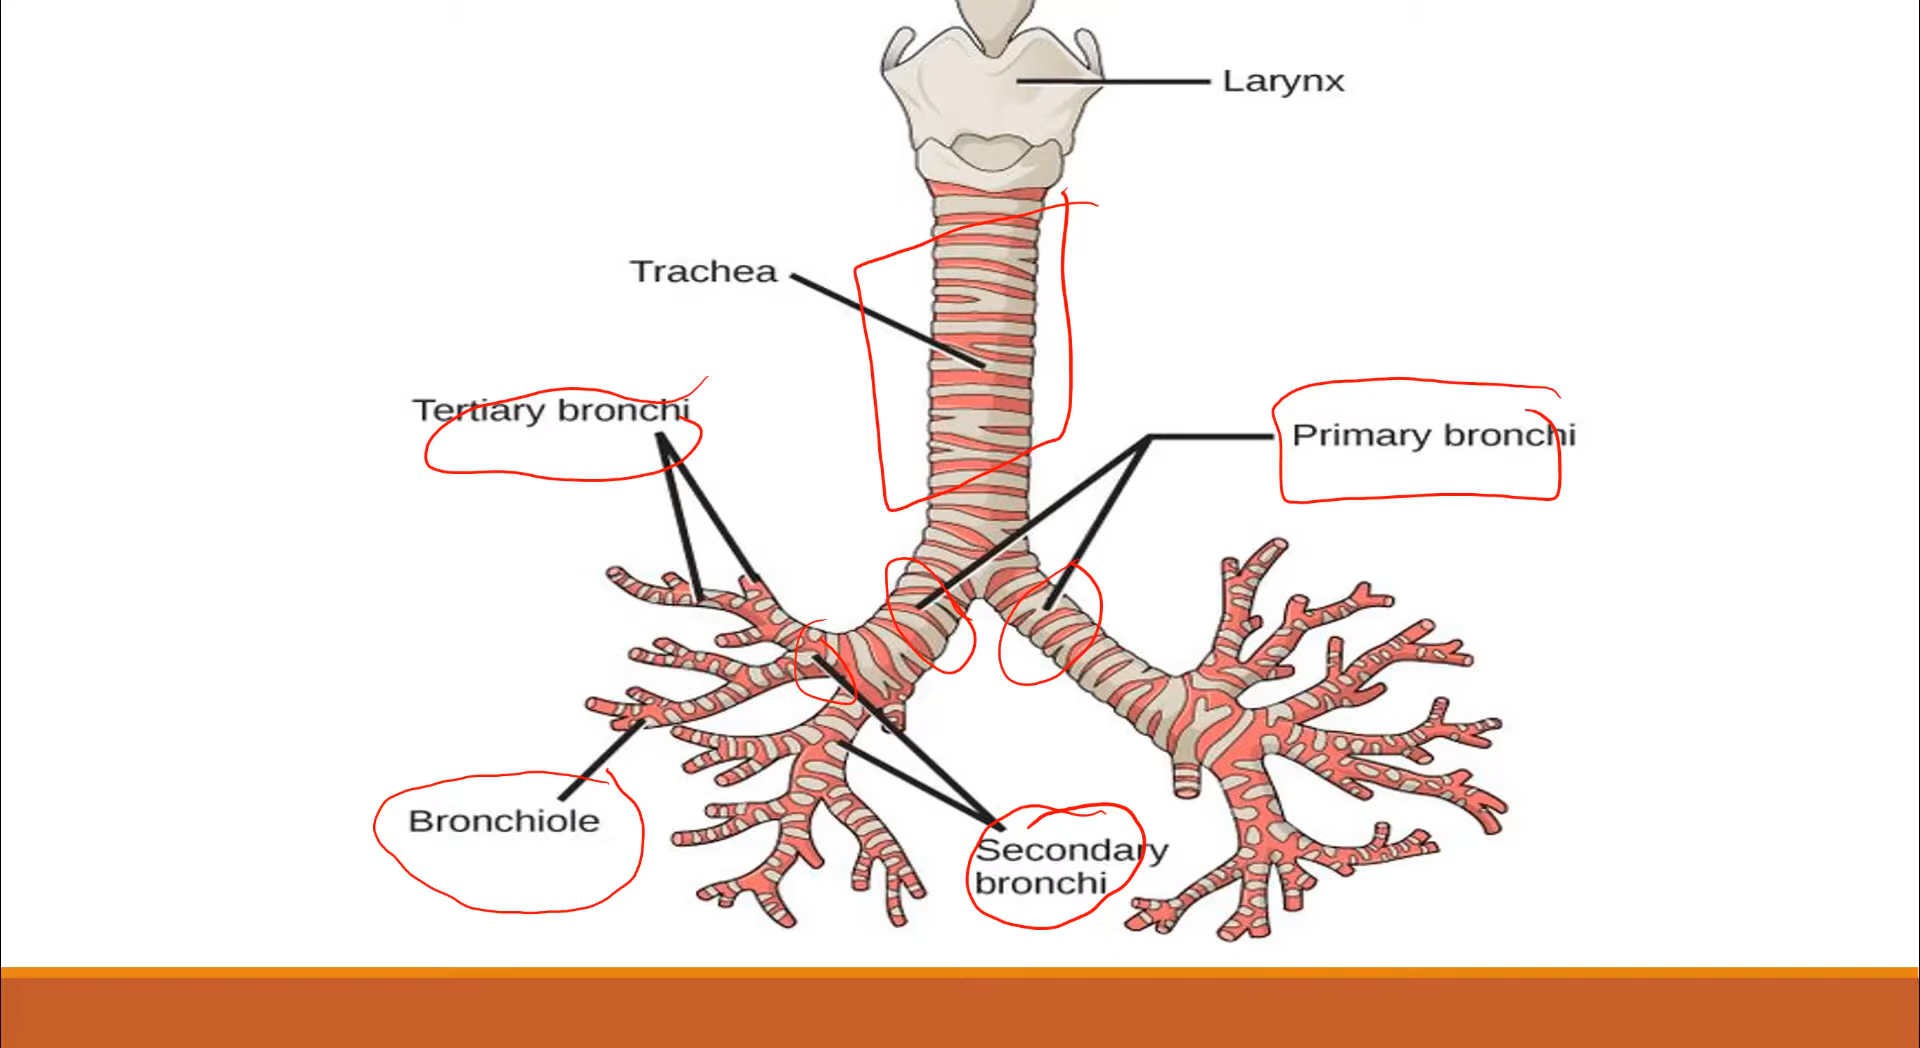 Larynx
Trachea
Tertiary bronchi
Primary bronchi
Bronchiole
Secondary
bronchi